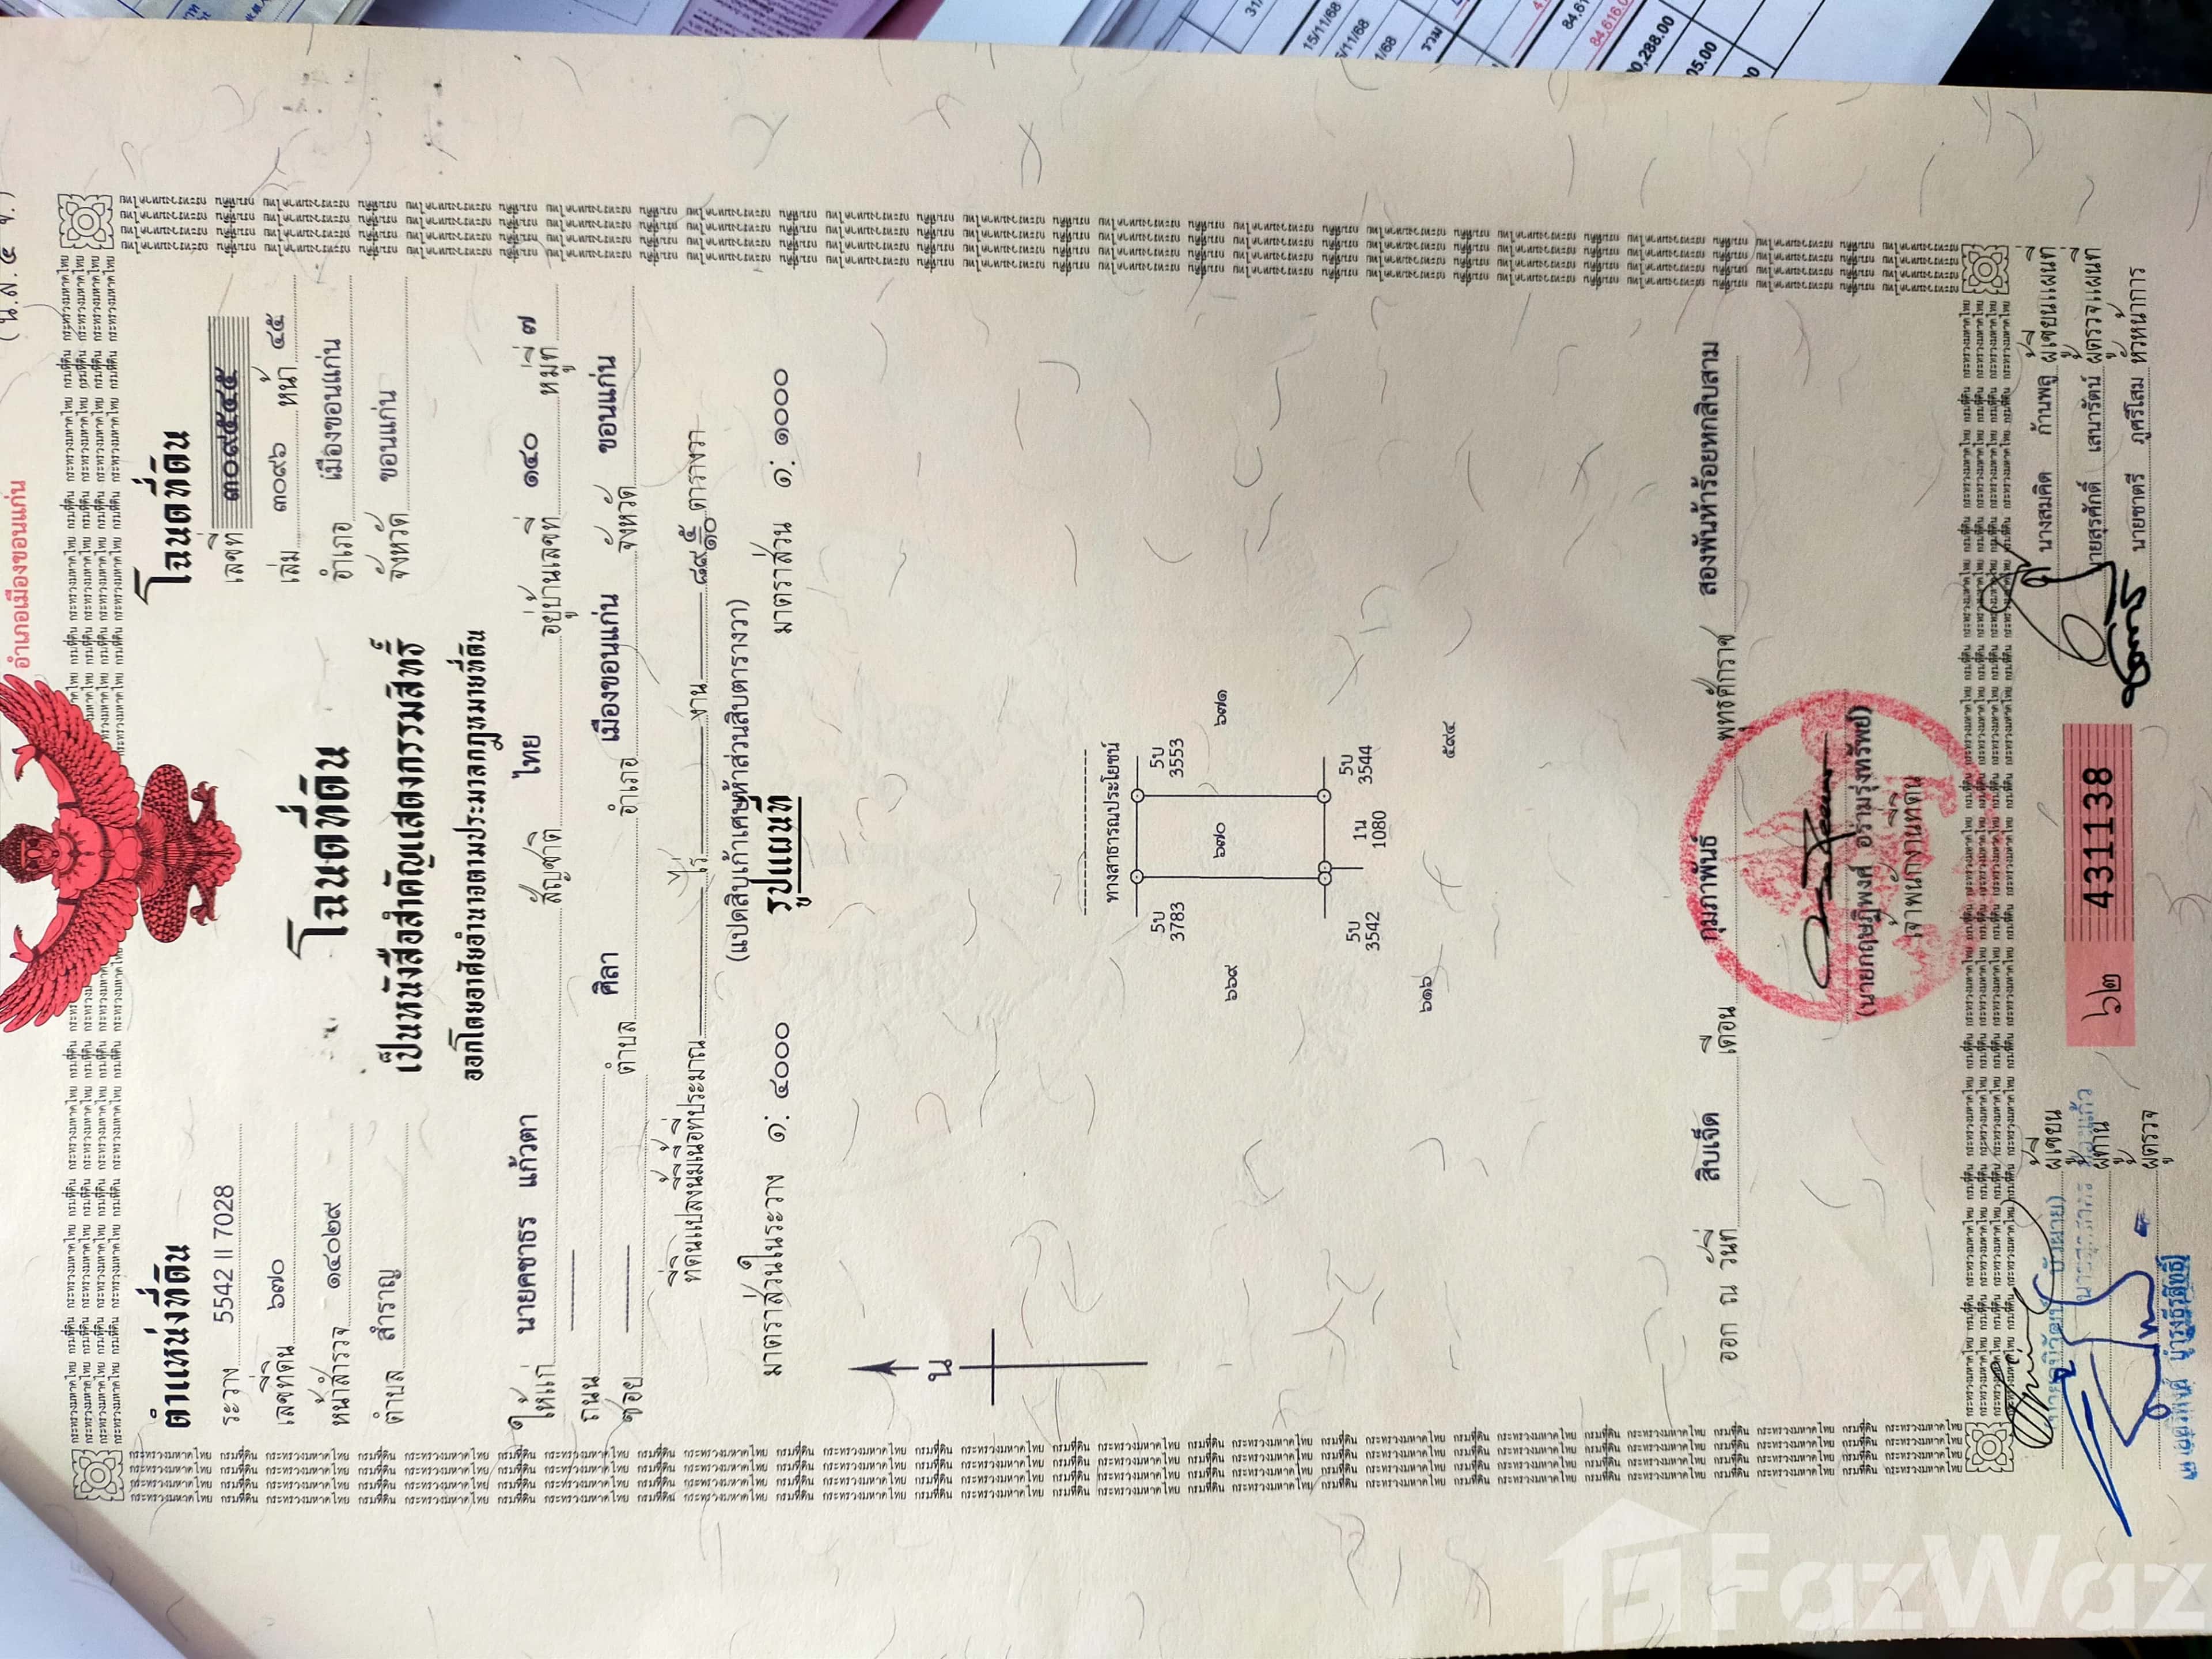 (น.ส.๔ จ.)
อำเภอเมืองขอนแก่น
ตำแหน่งที่ดิน
ระวาง 5542 II 7028
เลขที่ดิน ๖๗๐
หน้าสำรวจ ๑๔๐๒๙
ตำบล สำราญ
โฉนดที่ดิน
เลขที่ ๓๐๙๕๔๕
เล่ม ๓๐๙๖ หน้า ๔๕
อำเภอ เมืองขอนแก่น
จังหวัด ขอนแก่น
โฉนดที่ดิน
เป็นหนังสือสำคัญแสดงกรรมสิทธิ์
ออกโดยอาศัยอำนาจตามประมวลกฎหมายที่ดิน
ให้แก่ นายคชาธร แก้วตา สัญชาติ ไทย อยู่บ้านเลขที่ ๑๔๐ หมู่ที่ ๗
ถนน ตำบล ศิลา อำเภอ เมืองขอนแก่น จังหวัด ขอนแก่น
ซอย
ที่ดินแปลงนี้มีเนื้อที่ประมาณ ไร่ งาน ๘๙ ๕/๑๐ ตารางวา
(แปดสิบเก้าเศษห้าส่วนสิบตารางวา)
มาตราส่วนในระวาง ๑: ๔๐๐๐ รูปแผนที่ มาตราส่วน ๑: ๑๐๐๐
น
ทางสาธารณประโยชน์
5บ 3783
5บ 3553
๖๖๙
๖๗๐
๖๗๑
5บ 3542
1น 1080
5บ 3544
๖๑๖
๕๙๔
ออก ณ วันที่ สิบเจ็ด เดือน กุมภาพันธ์ พุทธศักราช สองพันห้าร้อยหกสิบสาม
(นายกฤษฎิพงศ์ อร่ามรุ่งทรัพย์)
เจ้าพนักงานที่ดิน
ผู้เขียน
ผู้ทาน
ผู้ตรวจ
๖๒ 4311138
นางสมคิด ก้านพลู ผู้เขียนแผนที่
นายสุรศักดิ์ เสนารัตน์ ผู้ตรวจแผนที่
นายชาตรี ภูศรีโสม หัวหน้าการ
15/11/68
รวม
84,616.0
0,288.00
05.00
FazWaz